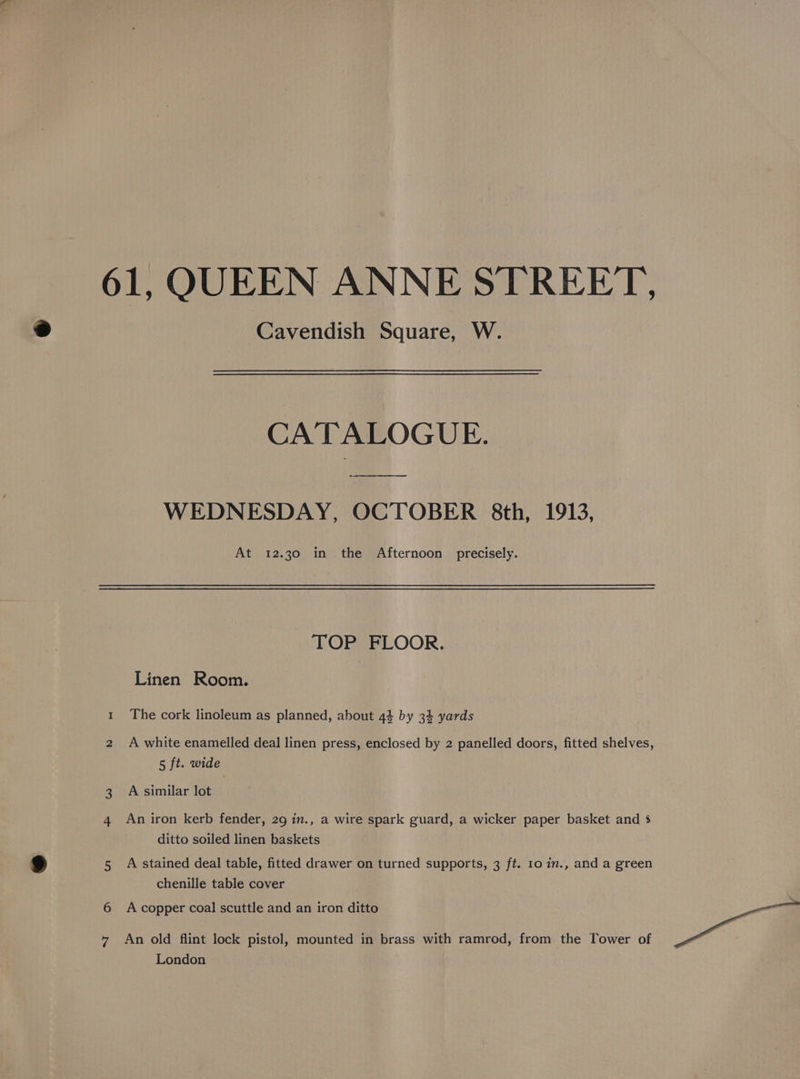 61, QUEEN ANNE STREET,
Cavendish Square, W.
CATALOGUE.
WEDNESDAY, OCTOBER 8th, 1913,
At 12.30 in the Afternoon precisely.
TOP FLOOR.
Linen Room.
1 The cork linoleum as planned, about 4½ by 3½ yards
2 A white enamelled deal linen press, enclosed by 2 panelled doors, fitted shelves,
5 ft. wide
3 A similar lot
4 An iron kerb fender, 29 in., a wire spark guard, a wicker paper basket and
ditto soiled linen baskets
5 A stained deal table, fitted drawer on turned supports, 3 ft. 10 in., and a green
chenille table cover
6 A copper coal scuttle and an iron ditto
7 An old flint lock pistol, mounted in brass with ramrod, from the Tower of
London